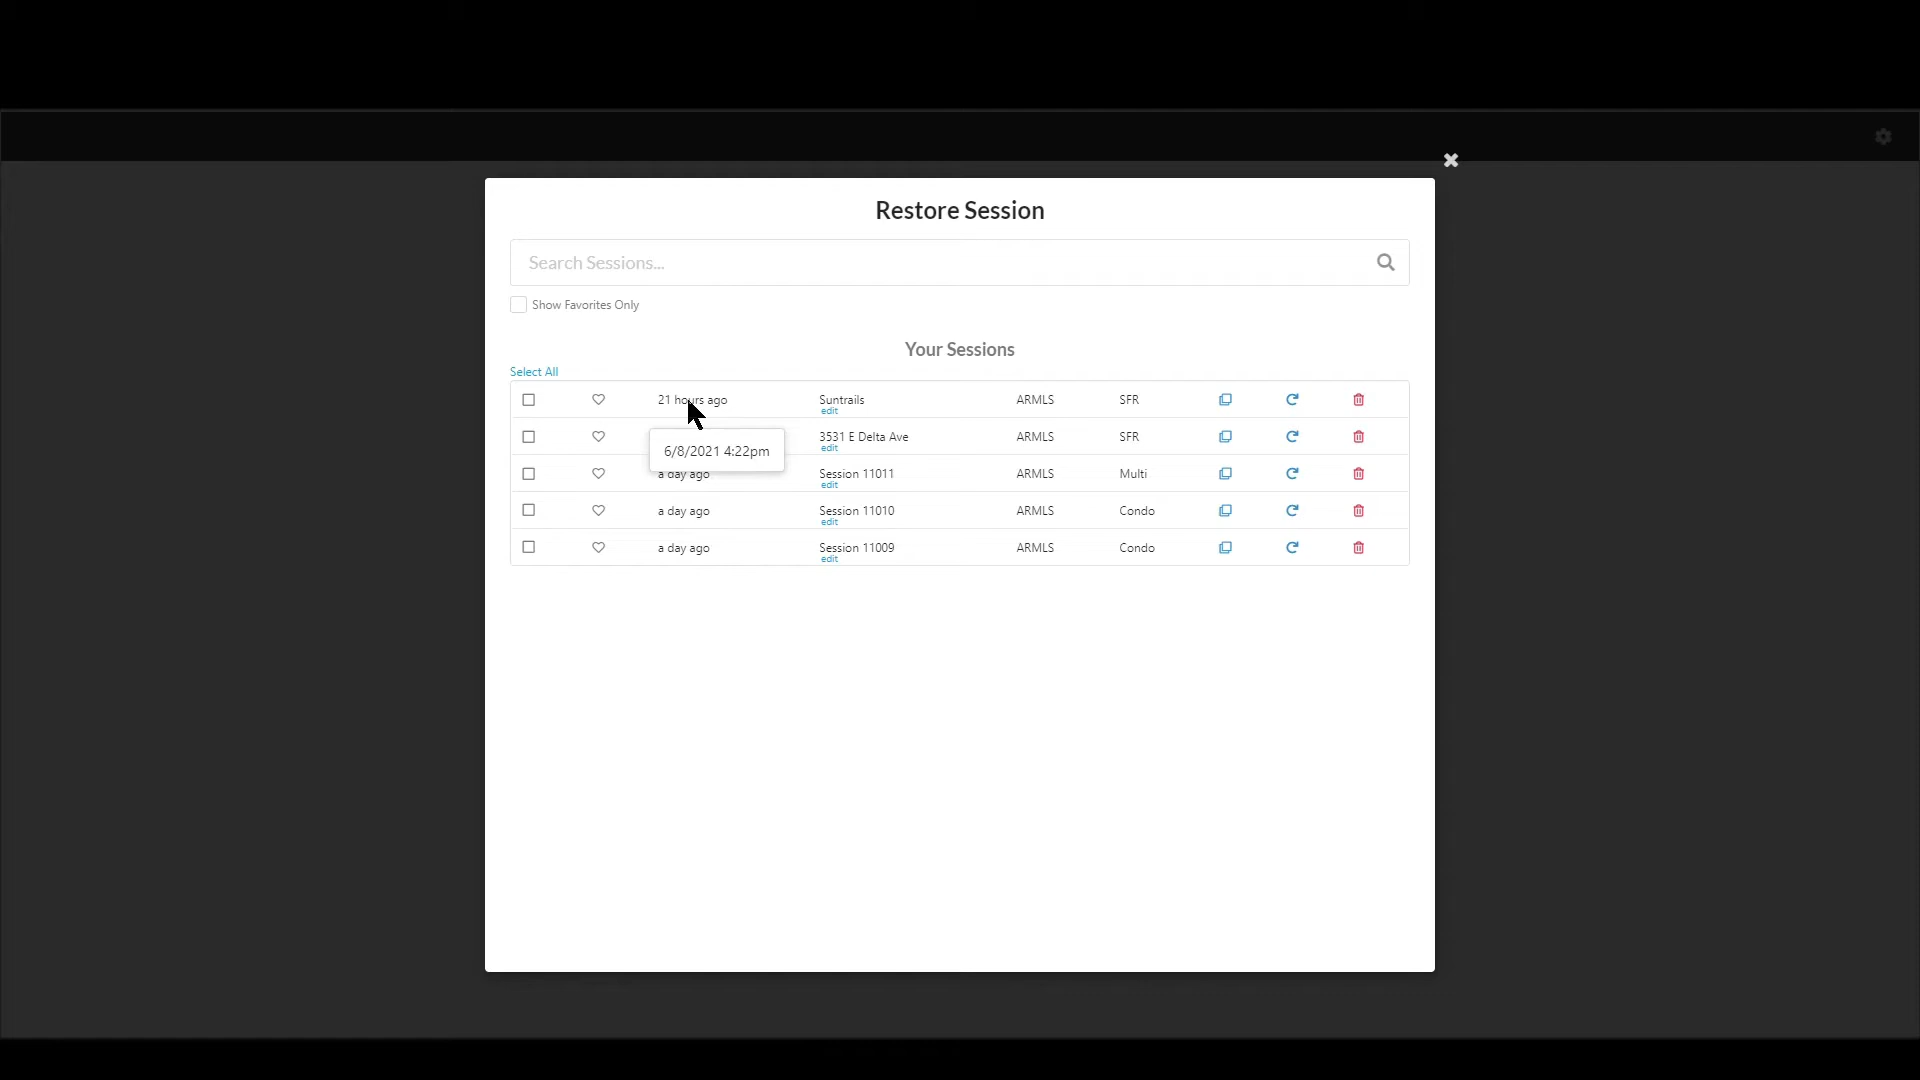 Restore Session
Search Sessions...
Show Favorites Only
Your Sessions
Select All
21 hours ago Suntrails ARMLS SFR
edit
3531 E Delta Ave ARMLS SFR
edit
6/8/2021 4:22pm
a day ago Session 11011 ARMLS Multi
edit
a day ago Session 11010 ARMLS Condo
edit
a day ago Session 11009 ARMLS Condo
edit